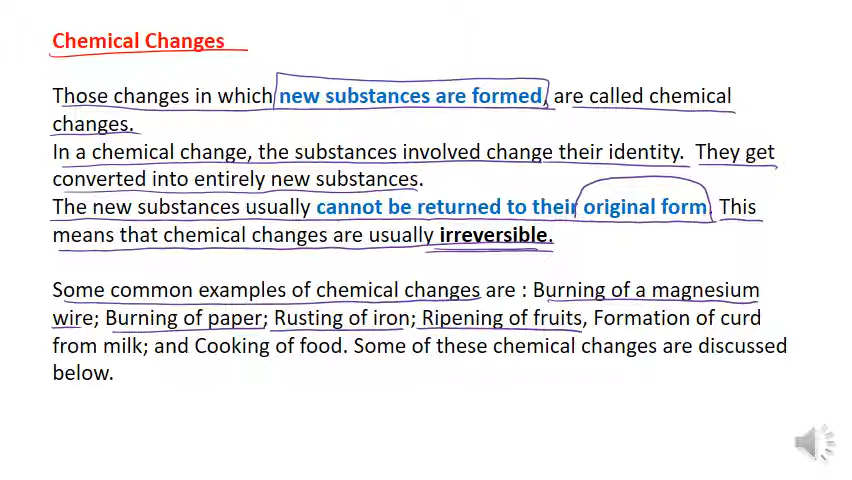 Chemical Changes
Those changes in which new substances are formed, are called chemical
changes.
In a chemical change, the substances involved change their identity. They get
converted into entirely new substances.
The new substances usually cannot be returned to their original form. This
means that chemical changes are usually irreversible.
Some common examples of chemical changes are : Burning of a magnesium
wire; Burning of paper; Rusting of iron; Ripening of fruits, Formation of curd
from milk; and Cooking of food. Some of these chemical changes are discussed
below.